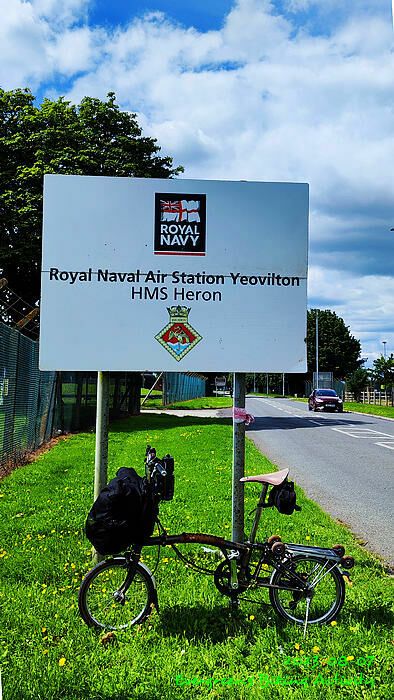 ROYAL
NAVY
Royal Naval Air Station Yeovilton
HMS Heron